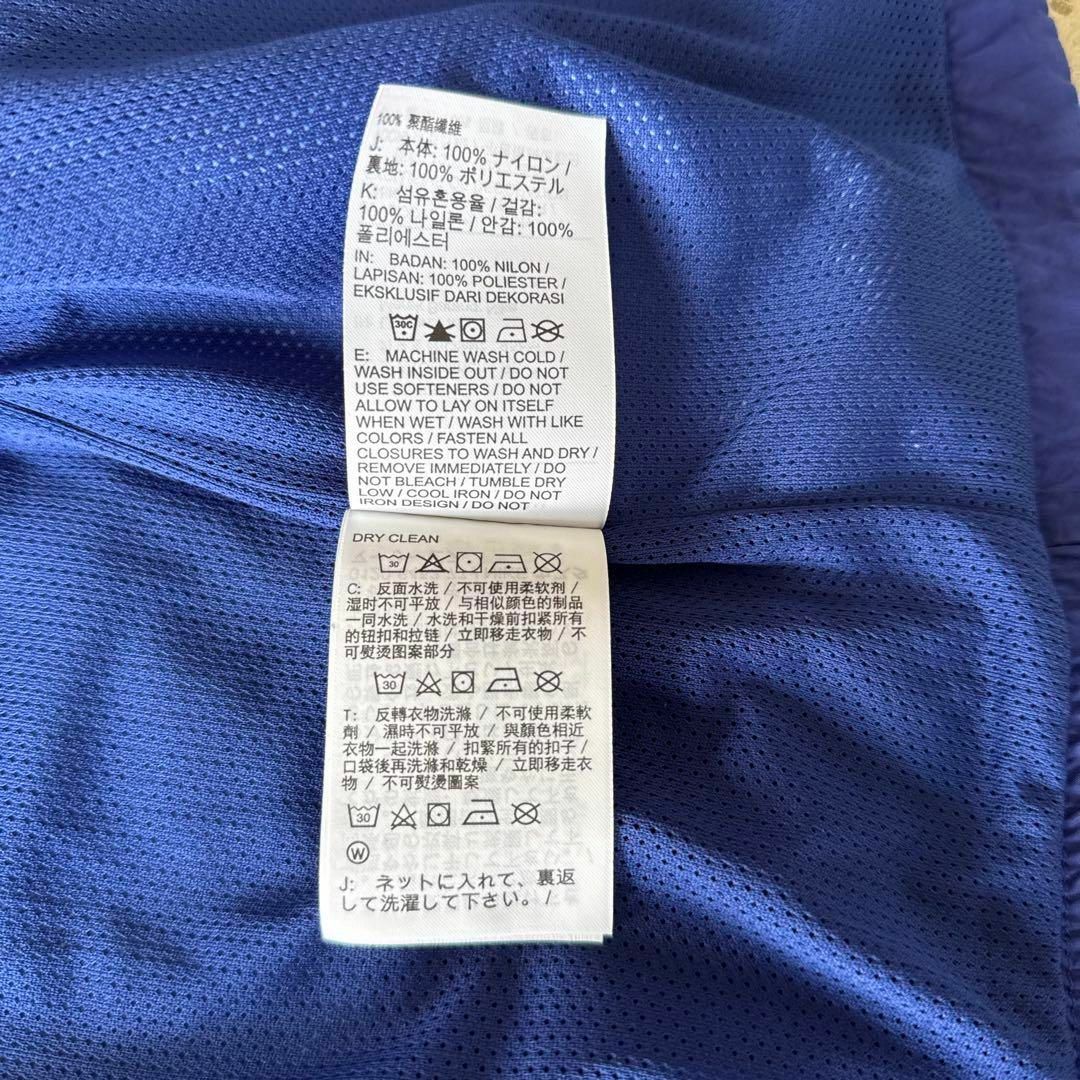 100% 聚酯纖維
J: 本体: 100% ナイロン /
裏地: 100% ポリエステル
K: 섬유혼용율 / 겉감:
100% 나일론 / 안감: 100%
폴리에스터
IN: BADAN: 100% NILON /
LAPISAN: 100% POLIESTER /
EKSKLUSIF DARI DEKORASI
30C
E: MACHINE WASH COLD /
WASH INSIDE OUT / DO NOT
USE SOFTENERS / DO NOT
ALLOW TO LAY ON ITSELF
WHEN WET / WASH WITH LIKE
COLORS / FASTEN ALL
CLOSURES TO WASH AND DRY /
REMOVE IMMEDIATELY / DO
NOT BLEACH / TUMBLE DRY
LOW / COOL IRON / DO NOT
IRON DESIGN / DO NOT
DRY CLEAN
30
C: 反面水洗 / 不可使用柔软剂 /
湿时不可平放 / 与相似颜色的制品
一同水洗 / 水洗和干燥前扣紧所有
的钮扣和拉链 / 立即移走衣物 / 不
可熨烫图案部分
30
T: 反轉衣物洗滌 / 不可使用柔軟
劑 / 濕時不可平放 / 與顏色相近
衣物一起洗滌 / 扣緊所有的扣子 /
口袋後再洗滌和乾燥 / 立即移走衣
物 / 不可熨燙圖案
30
W
J: ネットに入れて、裏返
して洗濯して下さい。 /